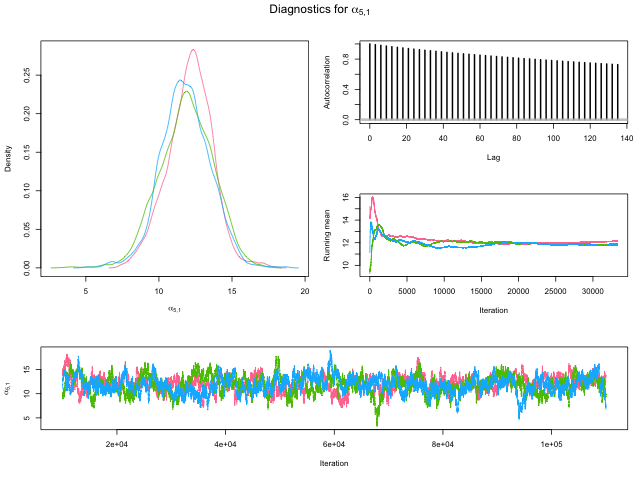 Diagnostics for α5,1
Density
0.00 0.05 0.10 0.15 0.20 0.25
5 10 15 20
α5,1
Autocorrelation
0.0 0.4 0.8
0 20 40 60 80 100 120 140
Lag
Running mean
10 12 14 16
0 5000 10000 15000 20000 25000 30000
Iteration
α5,1
5 10 15
2e+04 4e+04 6e+04 8e+04 1e+05
Iteration